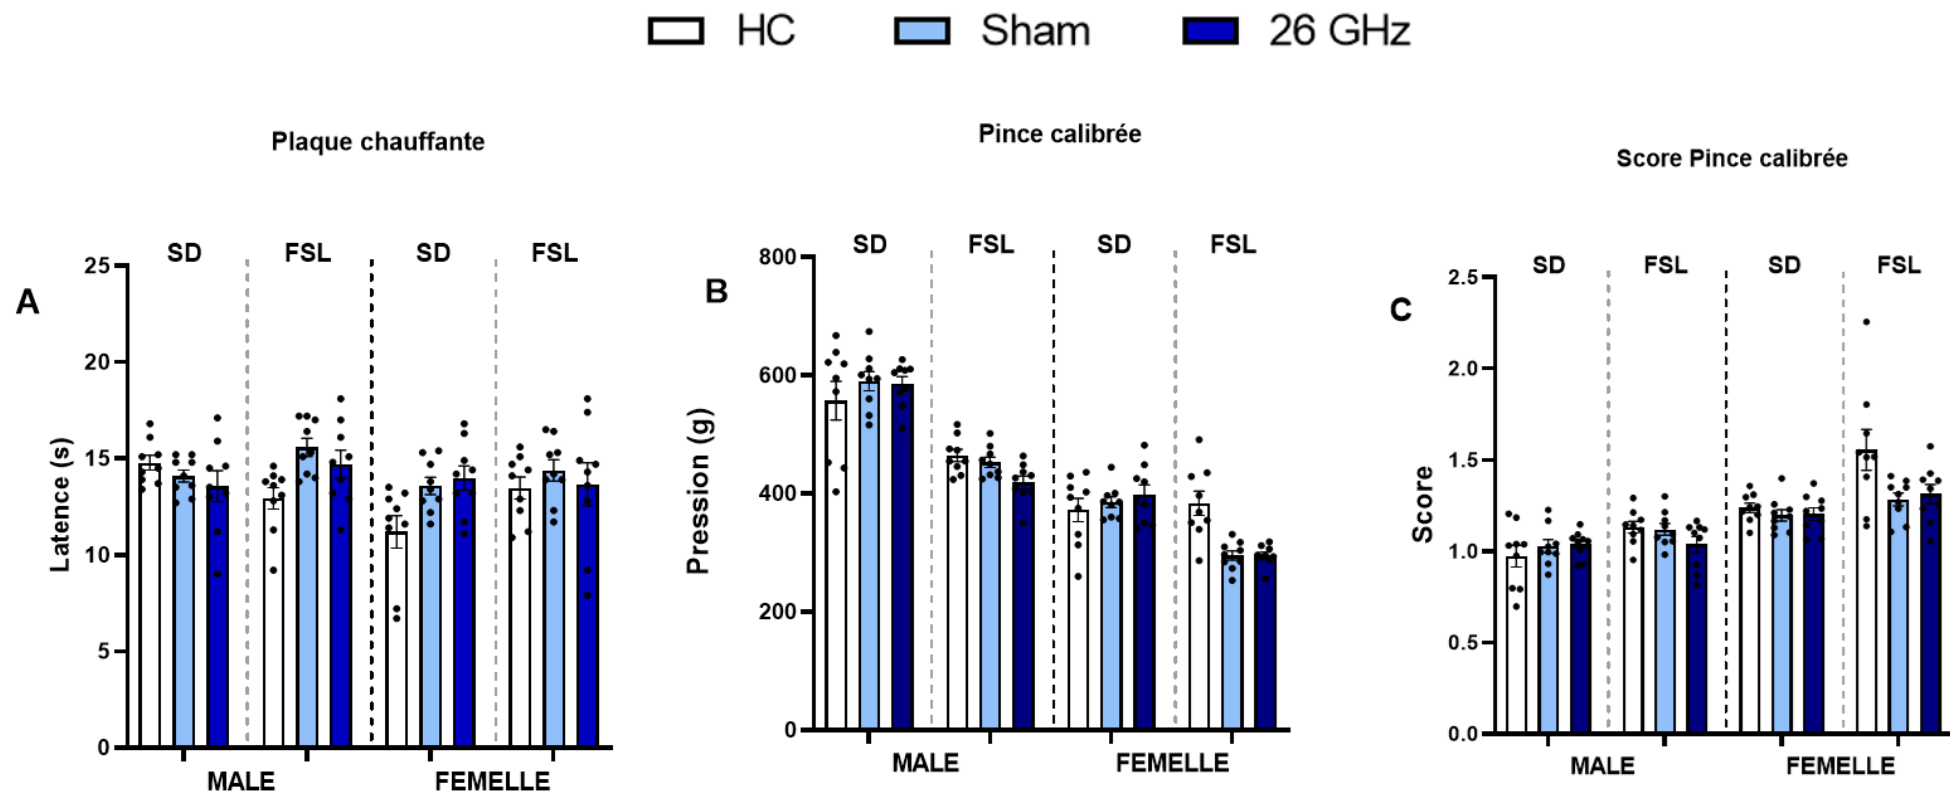 HC Sham 26 GHz
Plaque chauffante
A
SD FSL SD FSL
Latence (s)
25
20
15
10
5
0
MALE FEMELLE
Pince calibrée
B
SD FSL SD FSL
Pression (g)
800
600
400
200
0
MALE FEMELLE
Score Pince calibrée
C
SD FSL SD FSL
Score
2.5
2.0
1.5
1.0
0.5
0.0
MALE FEMELLE